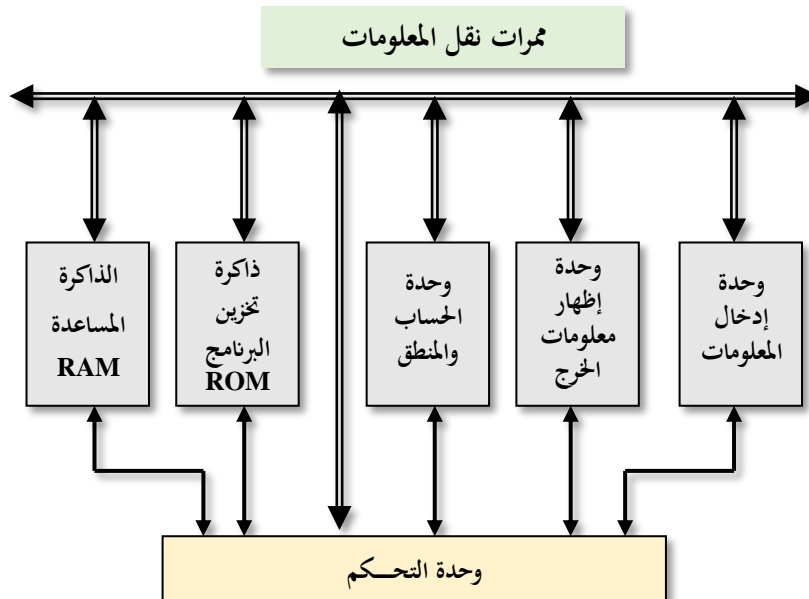 ممرات نقل المعلومات
وحدة
إدخال
المعلومات
وحدة
إظهار
معلومات
الخرج
وحدة
الحساب
والمنطق
ذاكرة
تخزين
البرنامج
ROM
الذاكرة
المساعدة
RAM
وحدة التحـــكم